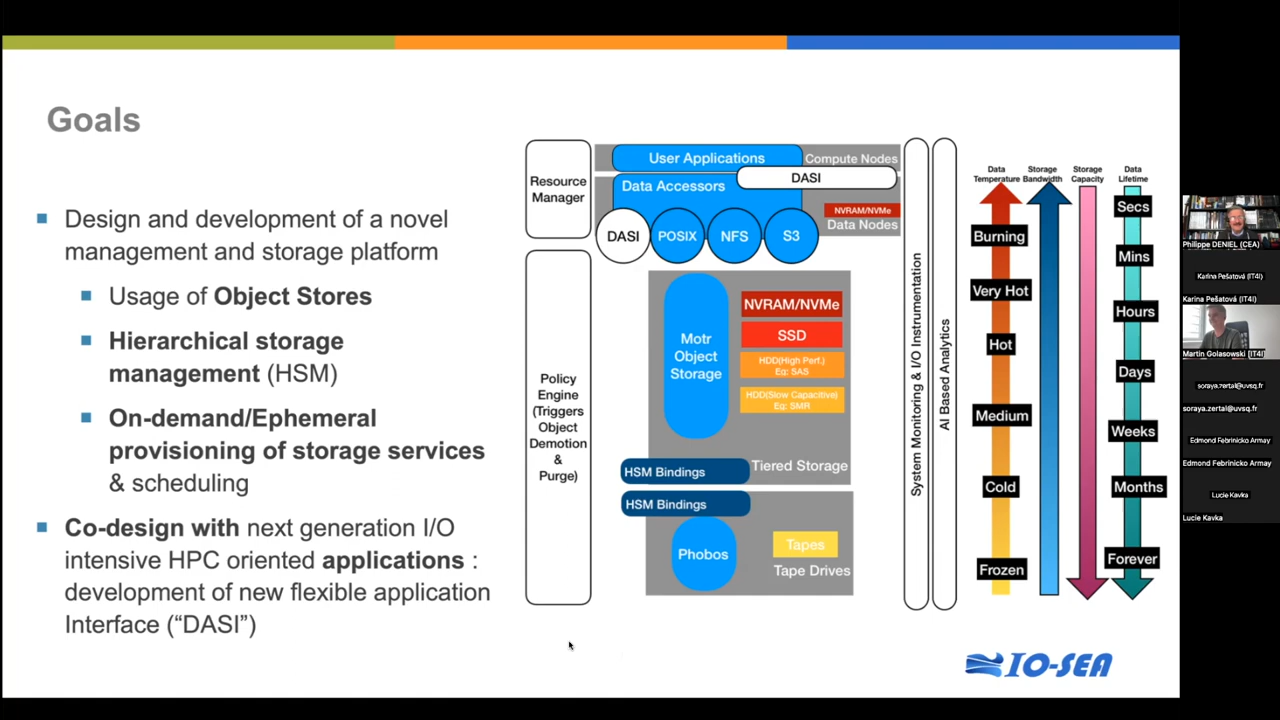 Goals
Design and development of a novel
management and storage platform
Usage of Object Stores
Hierarchical storage
management (HSM)
On-demand/Ephemeral
provisioning of storage services
& scheduling
Co-design with next generation I/O
intensive HPC oriented applications :
development of new flexible application
Interface (“DASI”)
Resource
Manager
Policy
Engine
(Triggers
Object
Demotion
&
Purge)
User Applications
Compute Nodes
DASI
Data Accessors
NVRAM/NVMe
Data Nodes
DASI
POSIX
NFS
S3
Motr
Object
Storage
NVRAM/NVMe
SSD
HDD(High Perf.)
Eg: SAS
HDD(Slow Capacitive)
Eg: SMR
HSM Bindings
Tiered Storage
HSM Bindings
Phobos
Tapes
Tape Drives
System Monitoring & I/O Instrumentation
AI Based Analytics
Data
Temperature
Storage
Bandwidth
Storage
Capacity
Data
Lifetime
Burning
Very Hot
Hot
Medium
Cold
Frozen
Secs
Mins
Hours
Days
Weeks
Months
Forever
IO-SEA
Philippe DENIEL (CEA)
Karina Pešatová (IT4I)
Karina Pešatová (IT4I)
Martin Golasowski (IT4I)
soraya.zertal@uvsq.fr
soraya.zertal@uvsq.fr
Edmond Febrinicko Armay
Edmond Febrinicko Armay
Lucie Kavka
Lucie Kavka